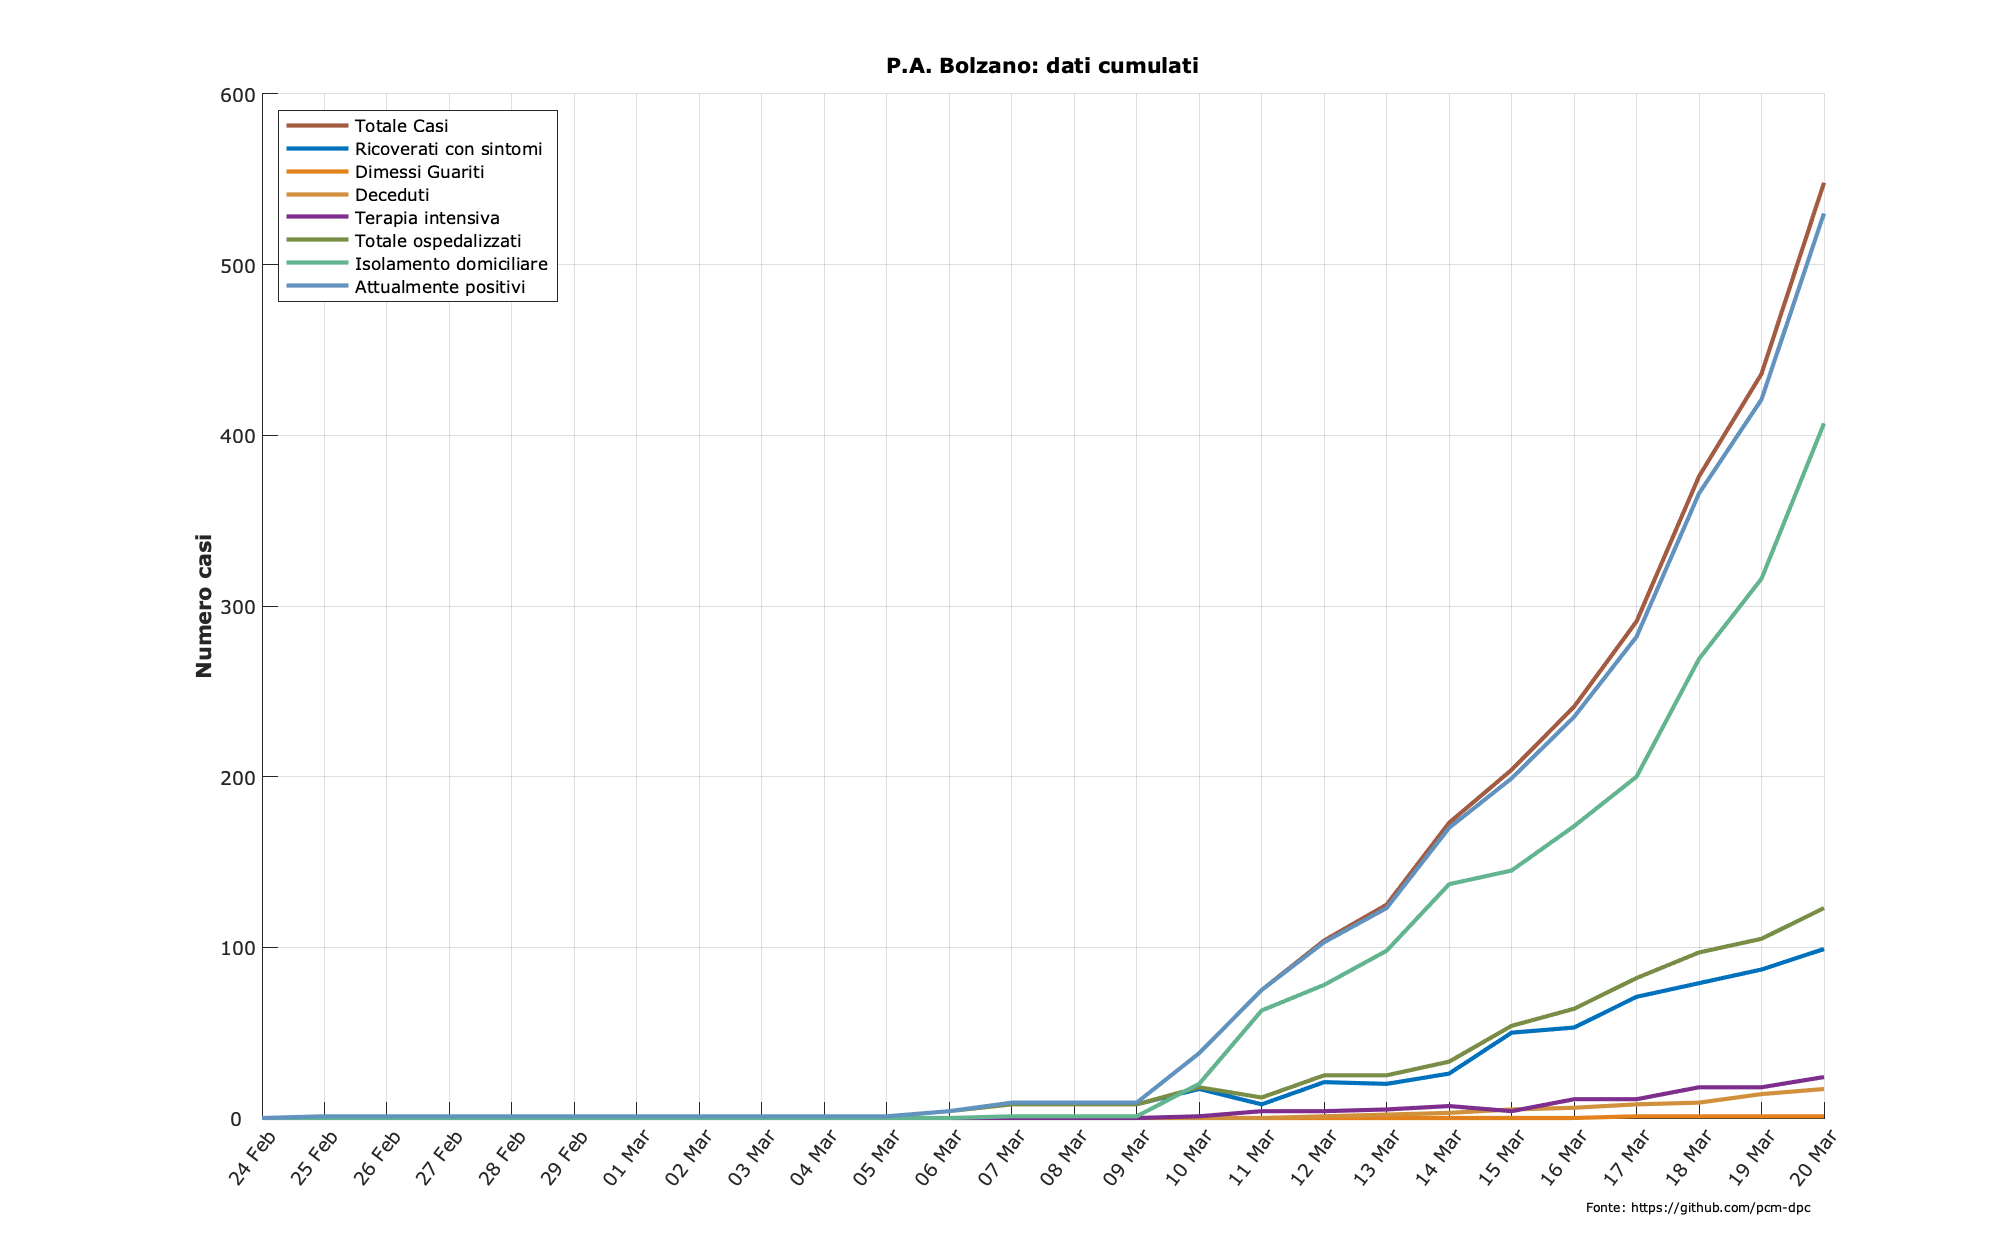 P.A. Bolzano: dati cumulati
600
500
400
300
200
100
0
Numero casi
Totale Casi
Ricoverati con sintomi
Dimessi Guariti
Deceduti
Terapia intensiva
Totale ospedalizzati
Isolamento domiciliare
Attualmente positivi
24 Feb
25 Feb
26 Feb
27 Feb
28 Feb
29 Feb
01 Mar
02 Mar
03 Mar
04 Mar
05 Mar
06 Mar
07 Mar
08 Mar
09 Mar
10 Mar
11 Mar
12 Mar
13 Mar
14 Mar
15 Mar
16 Mar
17 Mar
18 Mar
19 Mar
20 Mar
Fonte: https://github.com/pcm-dpc